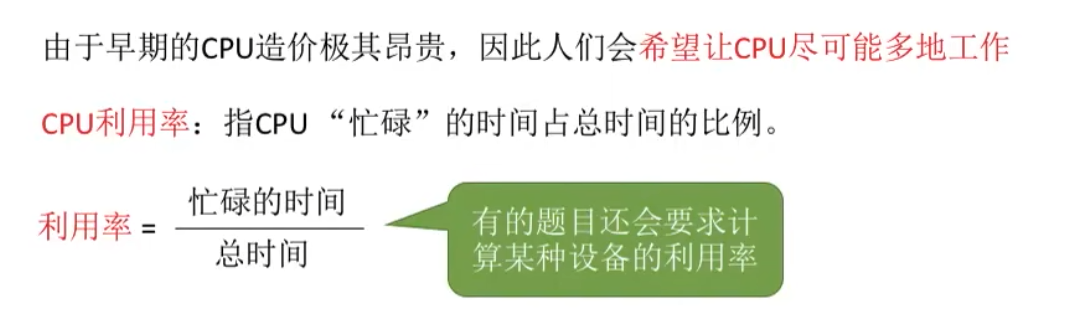 由于早期的CPU造价极其昂贵，因此人们会希望让CPU尽可能多地工作
CPU利用率：指CPU “忙碌”的时间占总时间的比例。
利用率 =
忙碌的时间
总时间
有的题目还会要求计
算某种设备的利用率